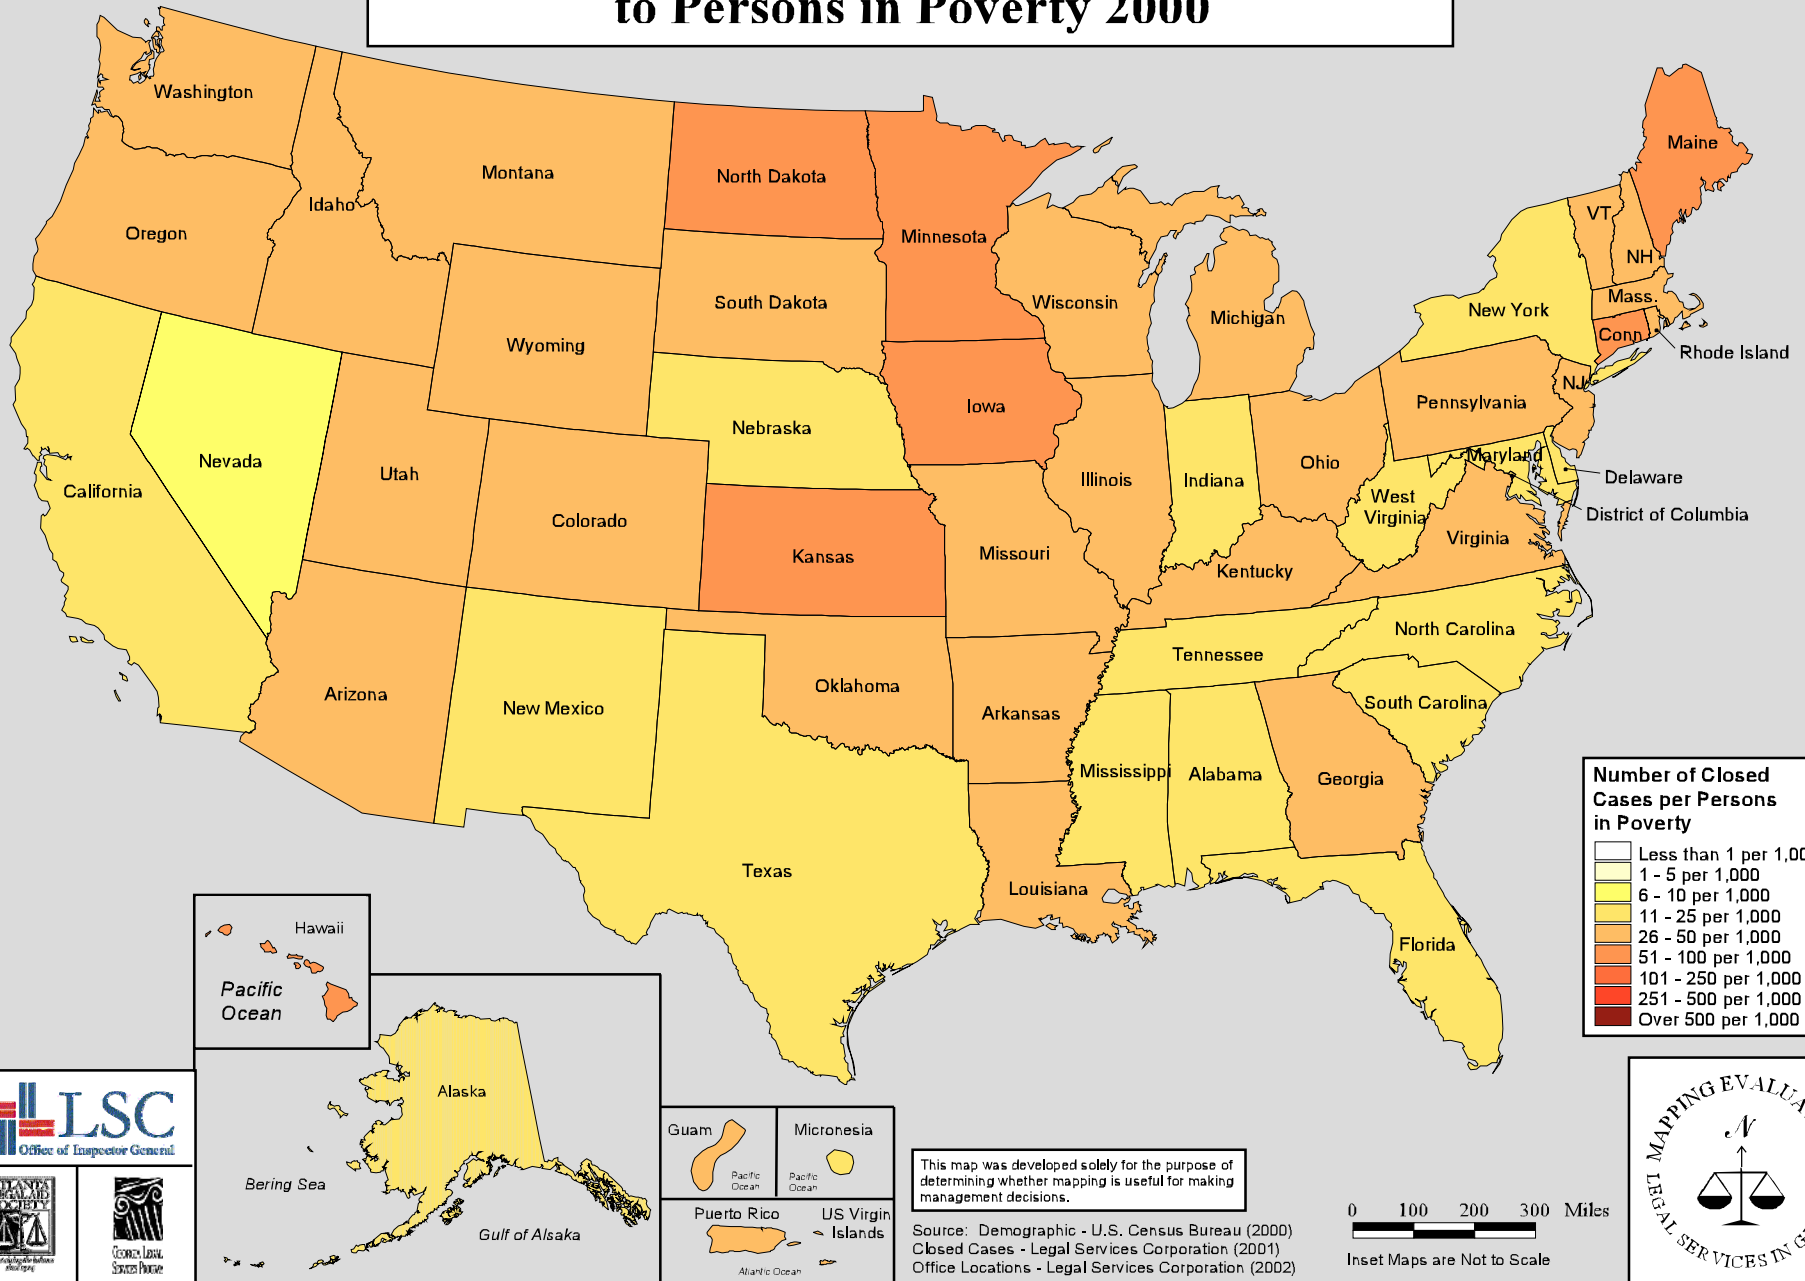 to Persons in Poverty 2000
Washington
Maine
Montana
North Dakota
Idaho
VT
Oregon
Minnesota
NH
South Dakota
Wisconsin
Mass.
Michigan
New York
Conn.
Wyoming
Rhode Island
NJ
Iowa
Pennsylvania
Nebraska
Maryland
Nevada
Ohio
Utah
Illinois
Indiana
Delaware
California
West
Virginia
District of Columbia
Colorado
Virginia
Kansas
Missouri
Kentucky
North Carolina
Tennessee
Arizona
Oklahoma
New Mexico
South Carolina
Arkansas
Mississippi
Alabama
Georgia
Texas
Louisiana
Florida
Number of Closed
Cases per Persons
in Poverty
Less than 1 per 1,00
1 - 5 per 1,000
6 - 10 per 1,000
11 - 25 per 1,000
26 - 50 per 1,000
51 - 100 per 1,000
101 - 250 per 1,000
251 - 500 per 1,000
Over 500 per 1,000
Hawaii
Pacific
Ocean
Alaska
Bering Sea
Gulf of Alsaka
LSC
Office of Inspector General
GEORGIA LEGAL
SERVICES PROGRAM
Guam
Pacific
Ocean
Micronesia
Pacific
Ocean
Puerto Rico
US Virgin
Islands
Atlantic Ocean
This map was developed solely for the purpose of
determining whether mapping is useful for making
management decisions.
Source: Demographic - U.S. Census Bureau (2000)
Closed Cases - Legal Services Corporation (2001)
Office Locations - Legal Services Corporation (2002)
0 100 200 300 Miles
Inset Maps are Not to Scale
MAPPING EVALUA
N
LEGAL SERVICES IN G